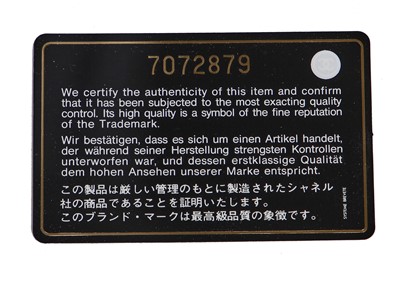 7072879
We certify the authenticity of this item and confirm
that it has been subjected to the most exacting quality
control. Its high quality is a symbol of the fine reputation
of the Trademark.
Wir bestätigen, dass es sich um einen Artikel handelt,
der während seiner Herstellung strengsten Kontrollen
unterworfen war, und dessen erstklassige Qualität
dem hohen Ansehen unserer Marke entspricht.
この製品は厳しい管理のもとに製造されたシャネル
社の商品であることを証明いたします。
このブランド・マークは最高級品質の象徴です。